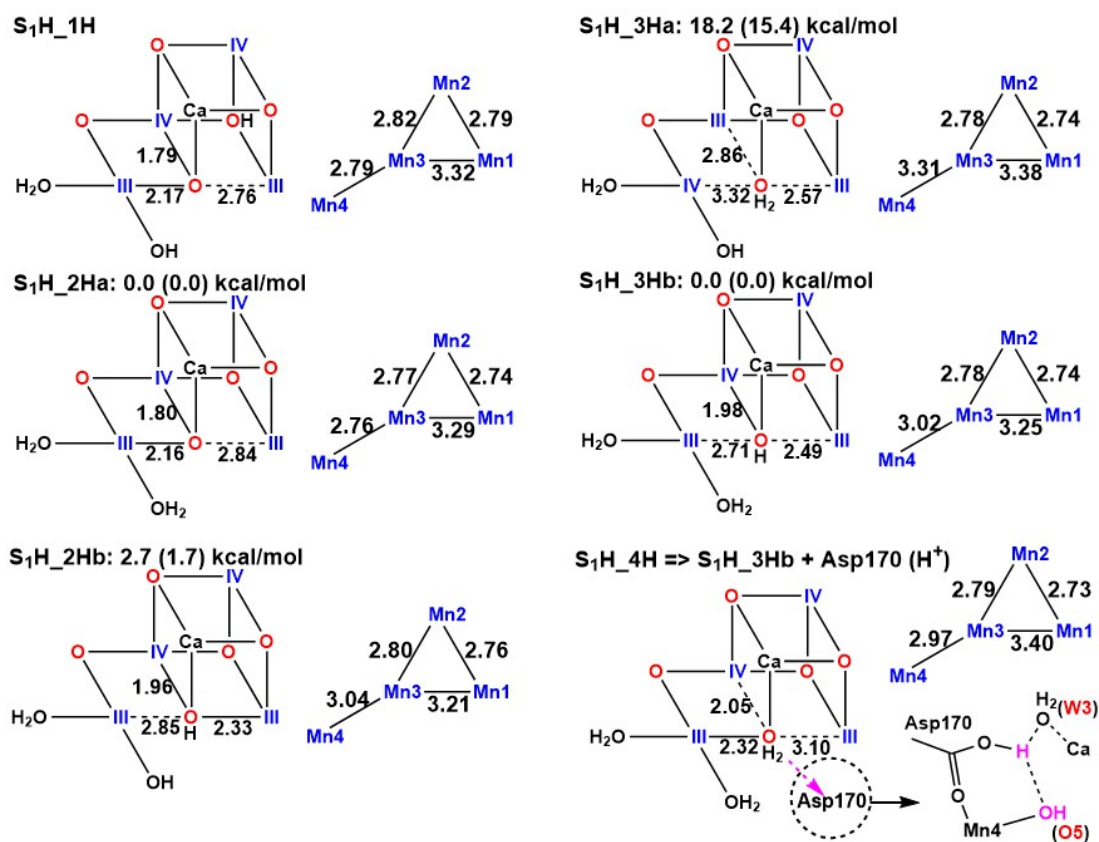 S₁H_1H
O IV
Ca O
O IV OH
1.79
H₂O III 2.17 O 2.76 III
OH
Mn2
2.82 2.79
2.79 Mn3 3.32 Mn1
Mn4
S₁H_3Ha: 18.2 (15.4) kcal/mol
O IV
Ca O
O III O
2.86
H₂O IV 3.32 O 2.57 III
H₂
OH
Mn2
2.78 2.74
3.31 Mn3 3.38 Mn1
Mn4
S₁H_2Ha: 0.0 (0.0) kcal/mol
O IV
Ca O
O IV O
1.80
H₂O III 2.16 O 2.84 III
OH₂
Mn2
2.77 2.74
2.76 Mn3 3.29 Mn1
Mn4
S₁H_3Hb: 0.0 (0.0) kcal/mol
O IV
Ca O
O IV O
1.98
H₂O III 2.71 O 2.49 III
H
OH₂
Mn2
2.78 2.74
3.02 Mn3 3.25 Mn1
Mn4
S₁H_2Hb: 2.7 (1.7) kcal/mol
O IV
Ca O
O IV O
1.96
H₂O III 2.85 O 2.33 III
H
OH
Mn2
2.80 2.76
3.04 Mn3 3.21 Mn1
Mn4
S₁H_4H => S₁H_3Hb + Asp170 (H⁺)
O IV
Ca O
O IV O
2.05
H₂O III 2.32 O 3.10 III
H₂
OH₂
Asp170
Mn2
2.79 2.73
2.97 Mn3 3.40 Mn1
Mn4
Asp170
H₂
O (W3)
O H Ca
O
Mn4 OH
(O5)